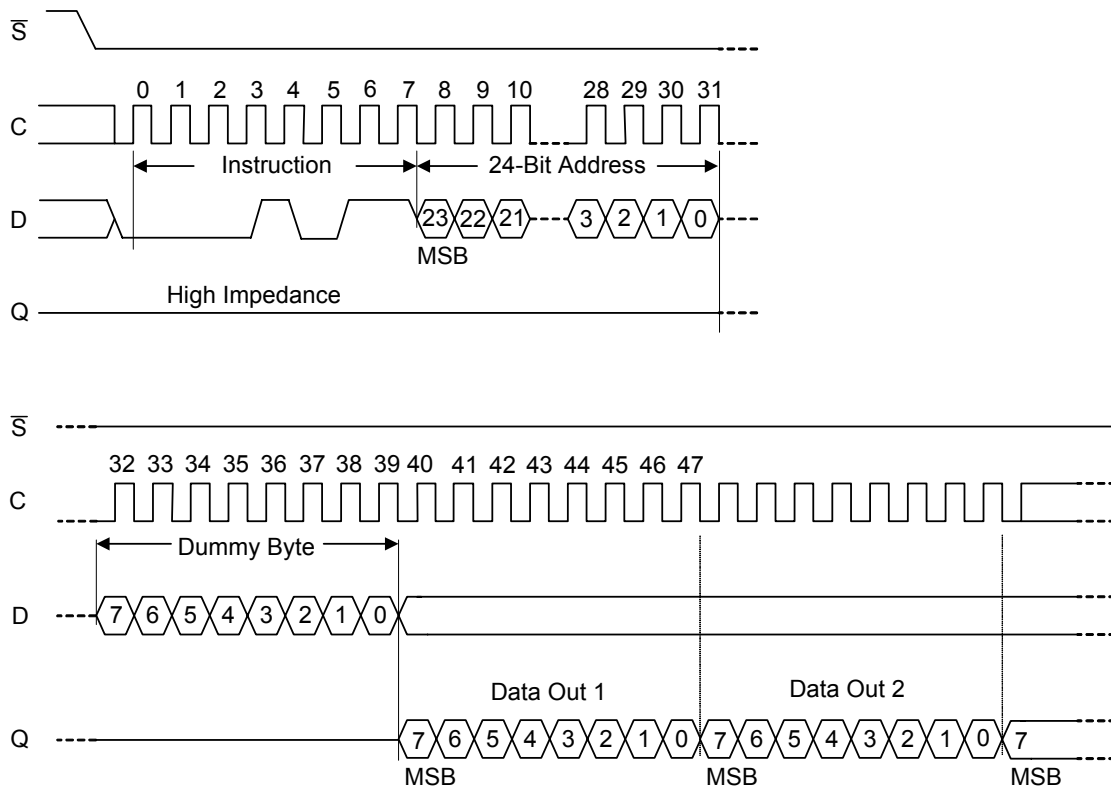 S̅
0 1 2 3 4 5 6 7 8 9 10 28 29 30 31
C
Instruction 24-Bit Address
D 23 22 21 3 2 1 0
MSB
High Impedance
Q
S̅
32 33 34 35 36 37 38 39 40 41 42 43 44 45 46 47
C
Dummy Byte
D 7 6 5 4 3 2 1 0
Data Out 1 Data Out 2
Q 7 6 5 4 3 2 1 0 7 6 5 4 3 2 1 0 7
MSB MSB MSB